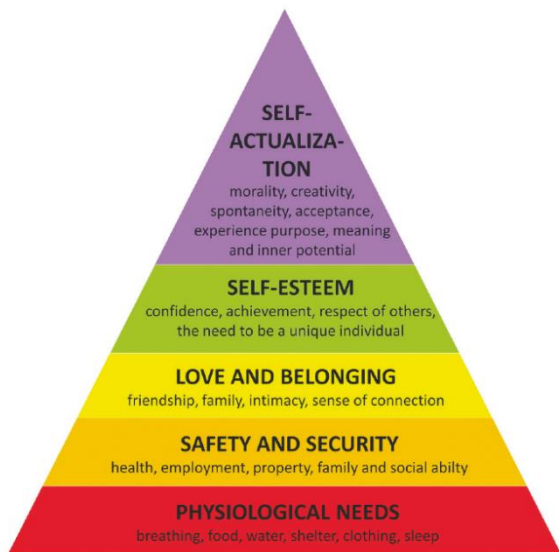 SELF-
ACTUALIZA-
TION
morality, creativity,
spontaneity, acceptance,
experience purpose, meaning
and inner potential
SELF-ESTEEM
confidence, achievement, respect of others,
the need to be a unique individual
LOVE AND BELONGING
friendship, family, intimacy, sense of connection
SAFETY AND SECURITY
health, employment, property, family and social abilty
PHYSIOLOGICAL NEEDS
breathing, food, water, shelter, clothing, sleep